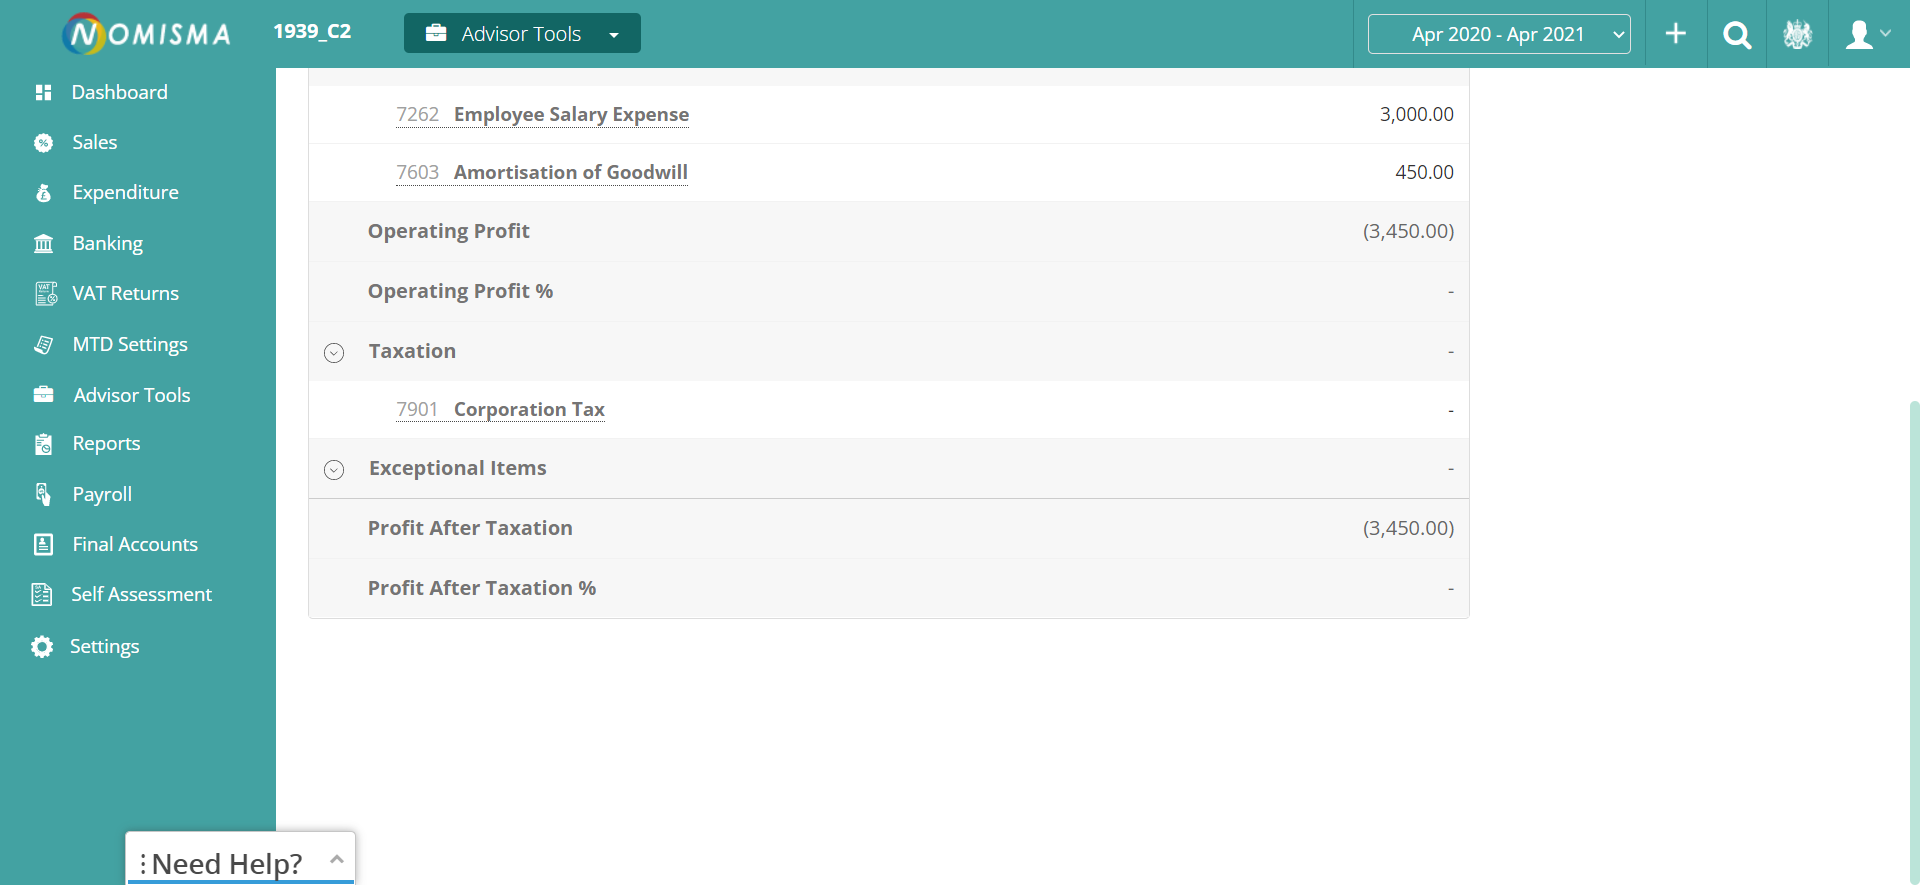 NOMISMA
1939_C2
Advisor Tools
Apr 2020 - Apr 2021
Dashboard
Sales
Expenditure
Banking
VAT Returns
MTD Settings
Advisor Tools
Reports
Payroll
Final Accounts
Self Assessment
Settings
7262 Employee Salary Expense 3,000.00
7603 Amortisation of Goodwill 450.00
Operating Profit (3,450.00)
Operating Profit % -
Taxation -
7901 Corporation Tax -
Exceptional Items -
Profit After Taxation (3,450.00)
Profit After Taxation % -
Need Help?